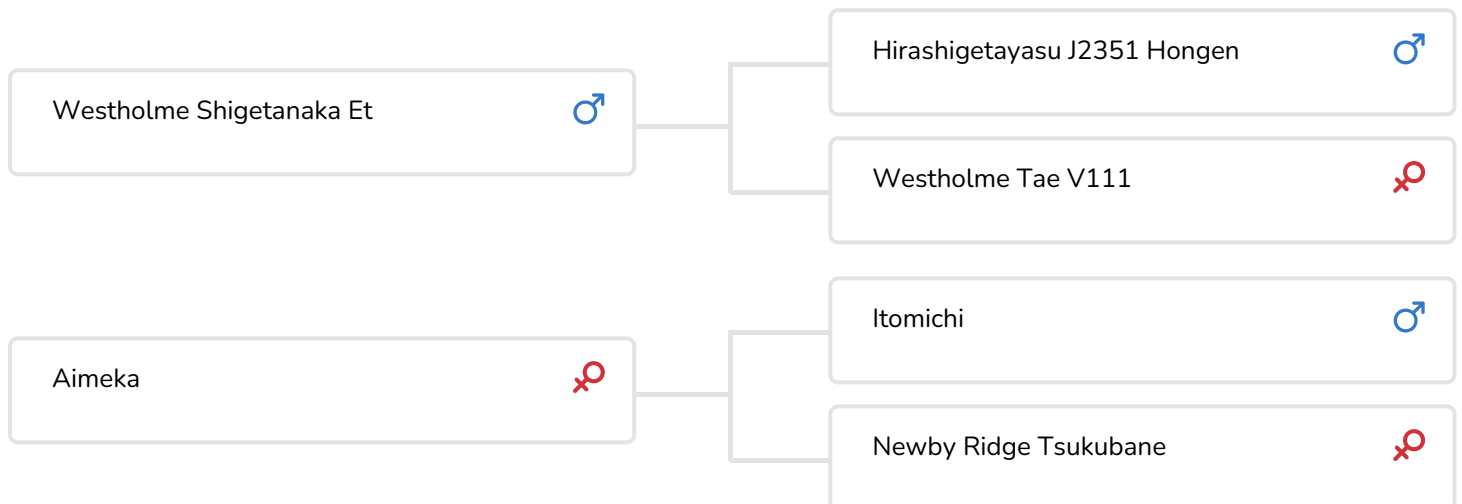 Hirashigetayasu J2351 Hongen
Westholme Shigetanaka Et
Westholme Tae V111
Itomichi
Aimeka
Newby Ridge Tsukubane